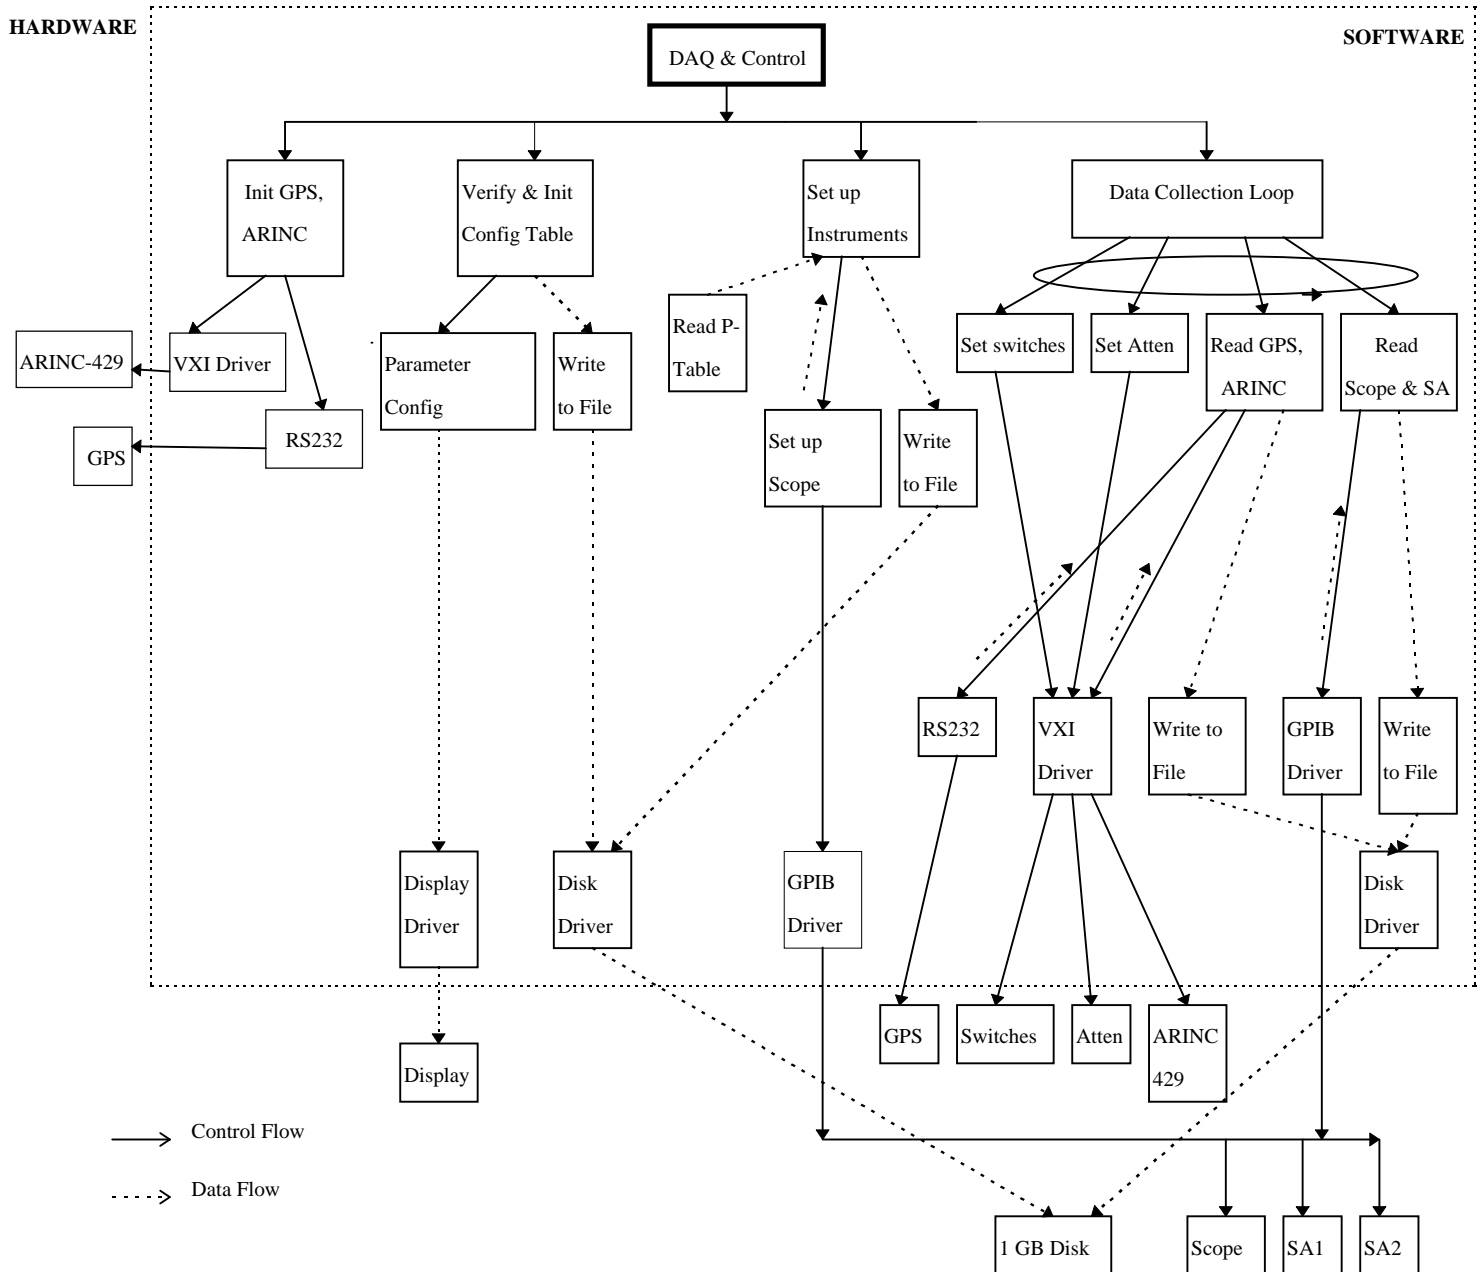 HARDWARE
SOFTWARE
DAQ & Control
Init GPS,
ARINC
Verify & Init
Config Table
Set up
Instruments
Data Collection Loop
ARINC-429
VXI Driver
GPS
RS232
Parameter
Config
Write
to File
Read P-
Table
Set up
Scope
Write
to File
Set switches
Set Atten
Read GPS,
ARINC
Read
Scope & SA
RS232
VXI
Driver
Write to
File
GPIB
Driver
Write
to File
Display
Driver
Disk
Driver
GPIB
Driver
Disk
Driver
GPS
Switches
Atten
ARINC
429
Display
Control Flow
Data Flow
1 GB Disk
Scope
SA1
SA2